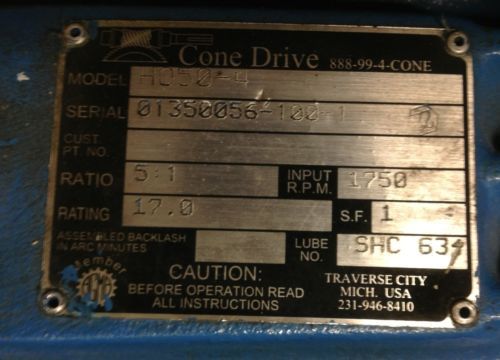 Cone Drive 888-99-4-CONE
MODEL HO50-4
SERIAL 01350056-100-1
CUST. PT. NO.
RATIO 5:1 INPUT R.P.M. 1750
RATING 17.0 S.F. 1
ASSEMBLED BACKLASH IN ARC MINUTES LUBE NO. SHC 634
Member
CAUTION:
BEFORE OPERATION READ
ALL INSTRUCTIONS
TRAVERSE CITY
MICH. USA
231-946-8410